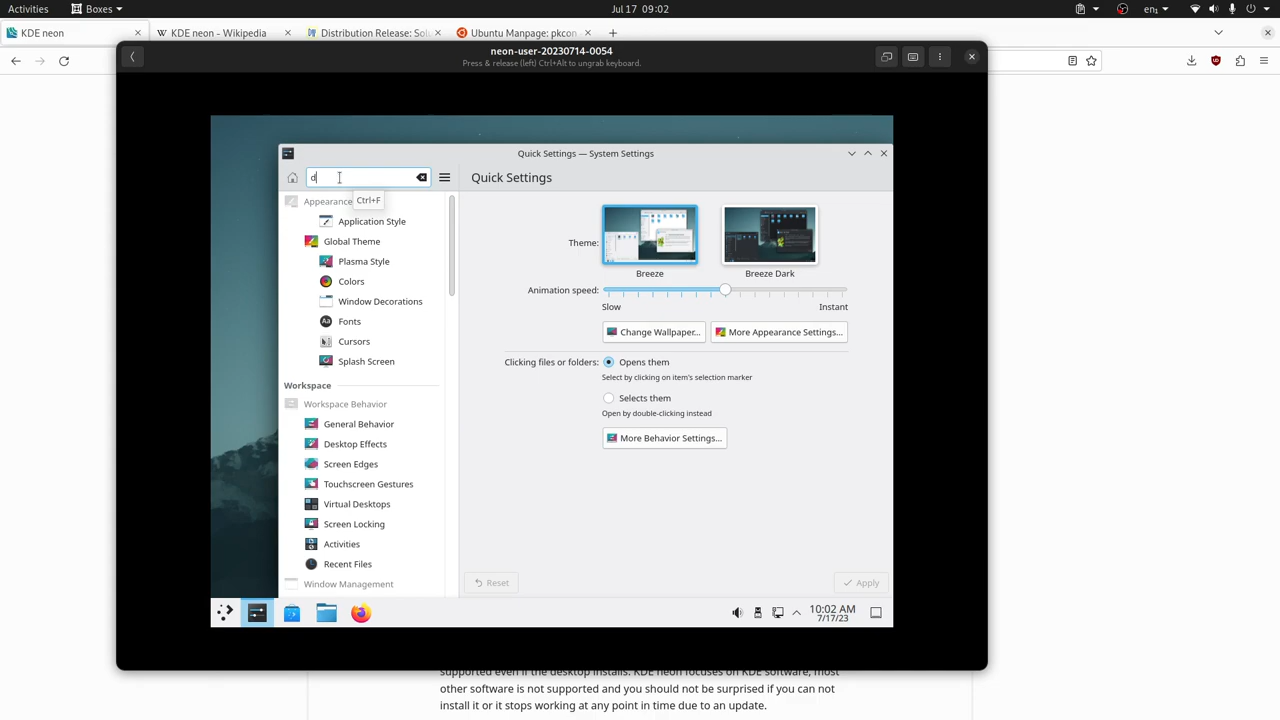 Activities
Boxes
Jul 17 09:02
en₁
KDE neon
KDE neon - Wikipedia
Distribution Release: Solu
Ubuntu Manpage: pkcon
neon-user-20230714-0054
Press & release (left) Ctrl+Alt to ungrab keyboard.
Quick Settings — System Settings
d
Quick Settings
Ctrl+F
Appearance
Application Style
Global Theme
Plasma Style
Colors
Window Decorations
Fonts
Cursors
Splash Screen
Workspace
Workspace Behavior
General Behavior
Desktop Effects
Screen Edges
Touchscreen Gestures
Virtual Desktops
Screen Locking
Activities
Recent Files
Window Management
Theme:
Breeze
Breeze Dark
Animation speed:
Slow
Instant
Change Wallpaper...
More Appearance Settings...
Clicking files or folders:
Opens them
Select by clicking on item's selection marker
Selects them
Open by double-clicking instead
More Behavior Settings...
Reset
Apply
10:02 AM
7/17/23
supported even if the desktop installs. KDE neon focuses on KDE software, most
other software is not supported and you should not be surprised if you can not
install it or it stops working at any point in time due to an update.